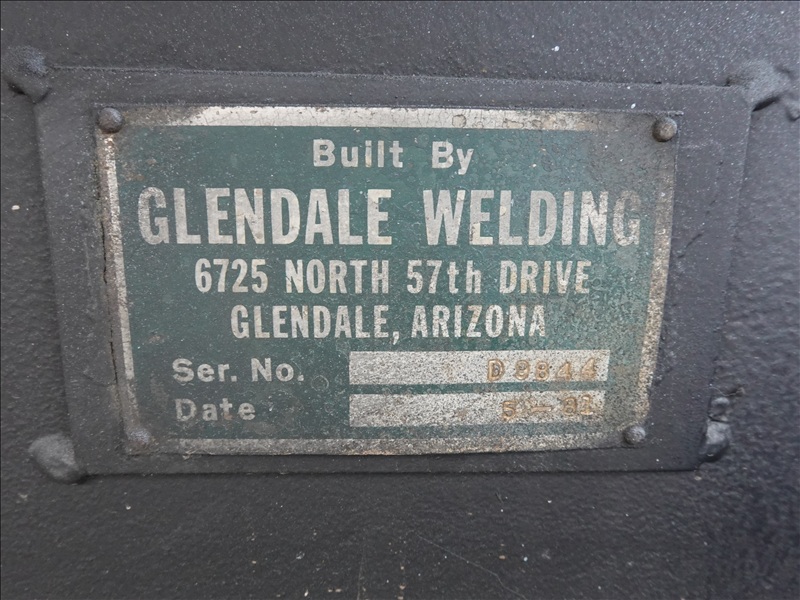 Built By
GLENDALE WELDING
6725 NORTH 57th DRIVE
GLENDALE, ARIZONA
Ser. No.
Date